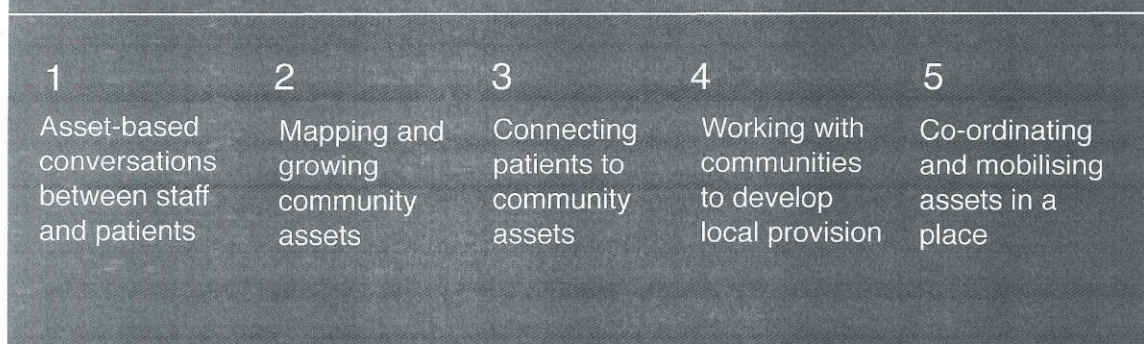 1
Asset-based
conversations
between staff
and patients
2
Mapping and
growing
community
assets
3
Connecting
patients to
community
assets
4
Working with
communities
to develop
local provision
5
Co-ordinating
and mobilising
assets in a
place